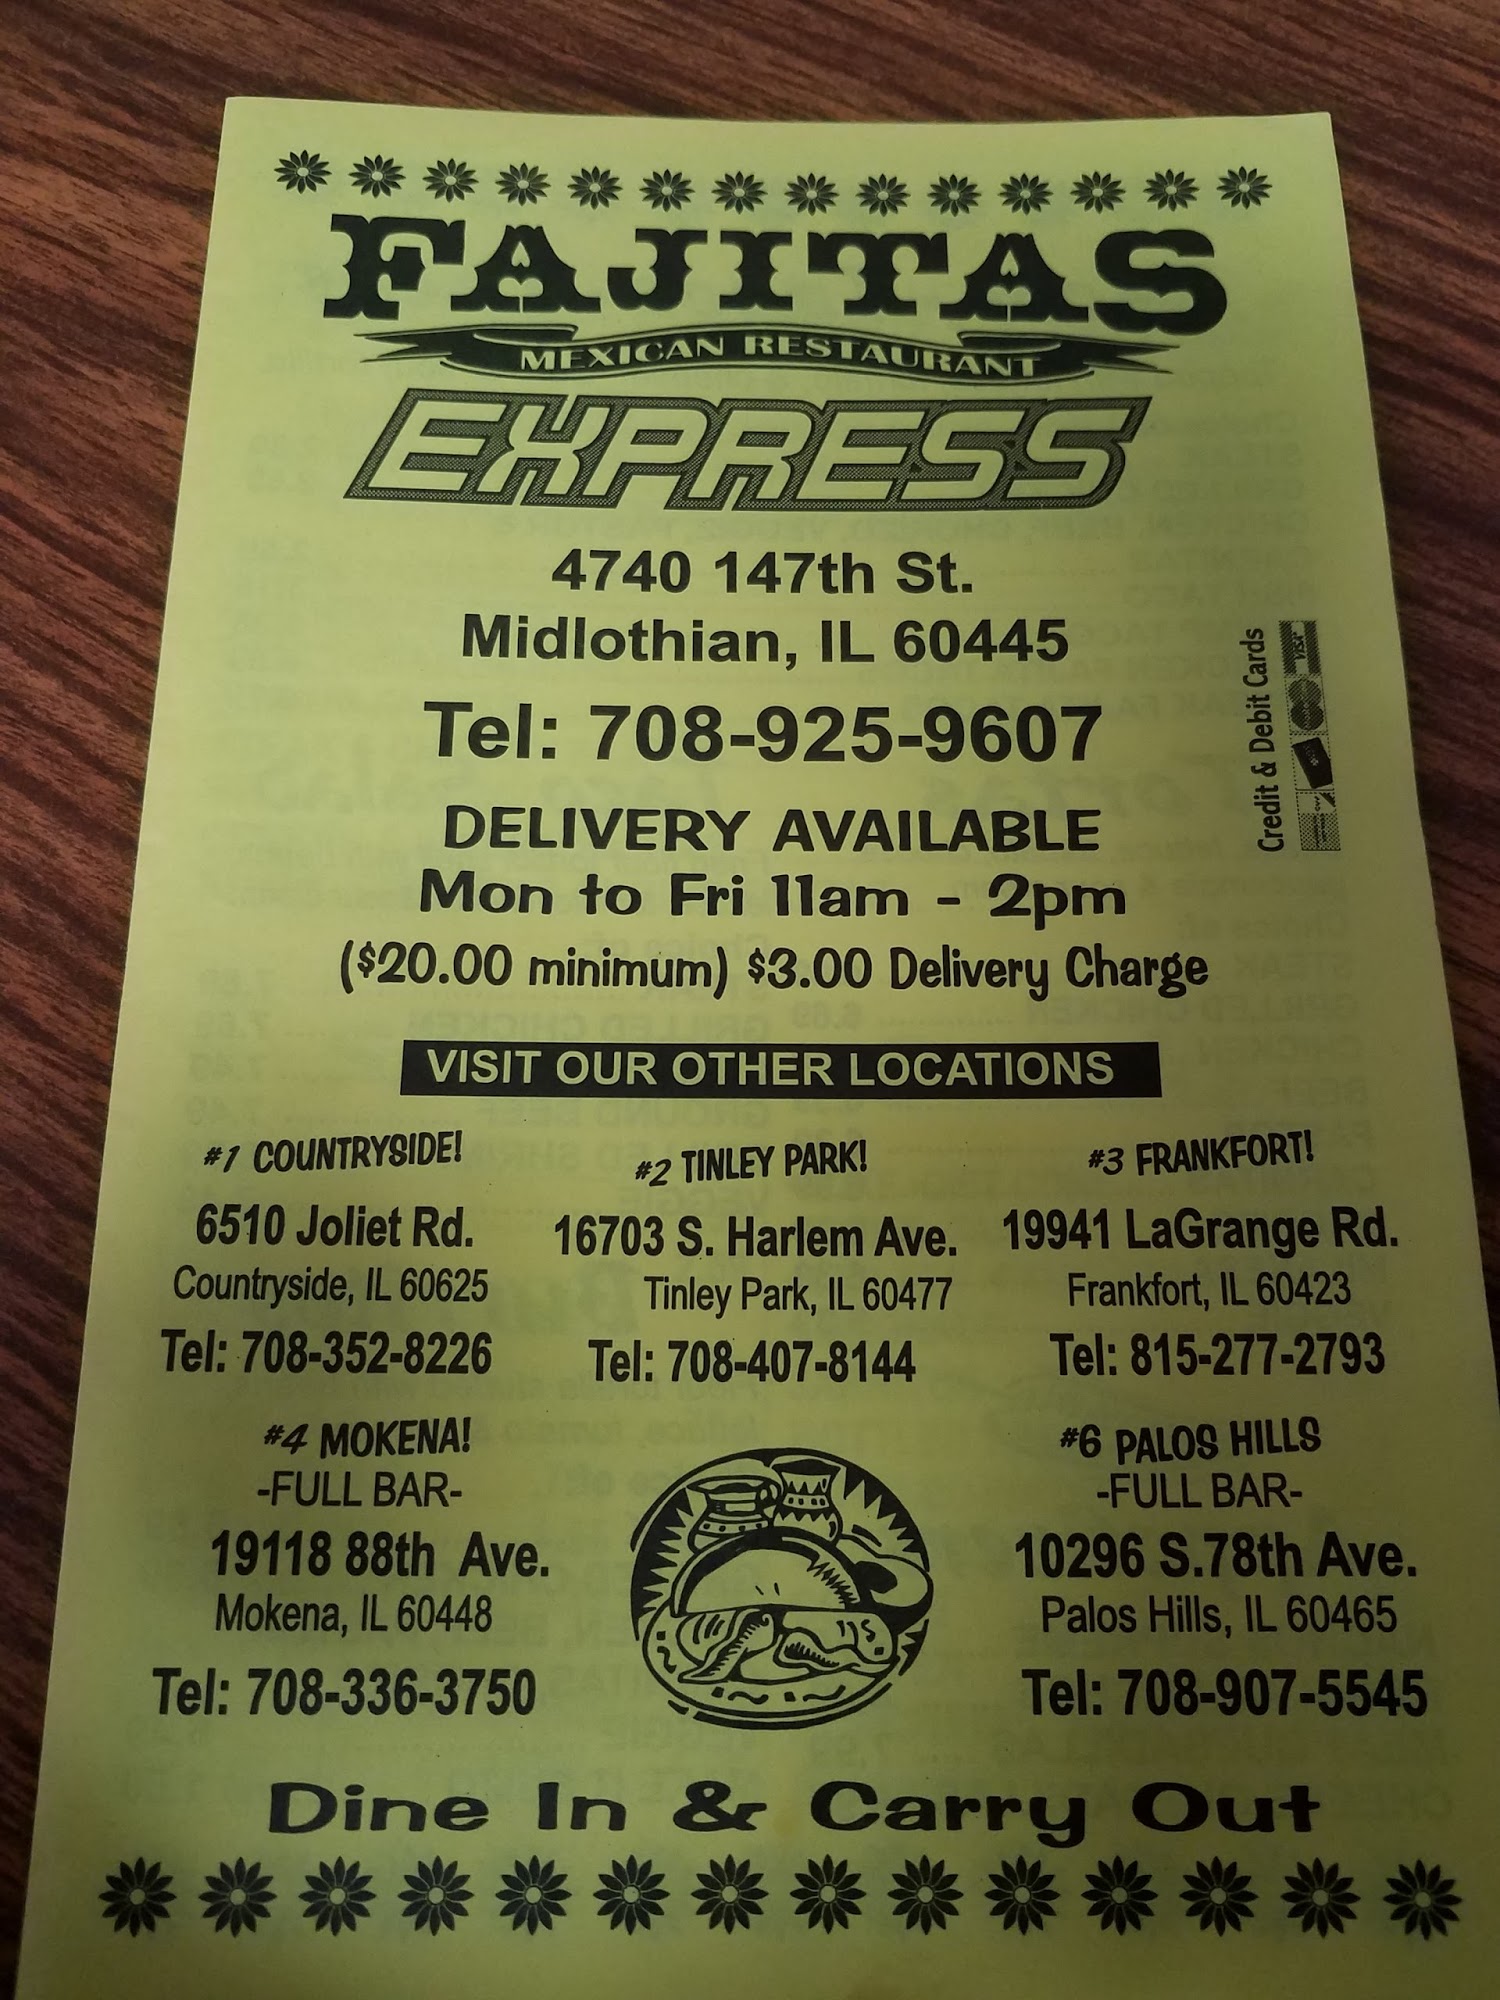 FAJITAS
MEXICAN RESTAURANT
EXPRESS
4740 147th St.
Midlothian, IL 60445
Tel: 708-925-9607
Credit & Debit Cards
VISA
DELIVERY AVAILABLE
Mon to Fri 11am - 2pm
($20.00 minimum) $3.00 Delivery Charge
VISIT OUR OTHER LOCATIONS
#1 COUNTRYSIDE!
6510 Joliet Rd.
Countryside, IL 60625
Tel: 708-352-8226
#2 TINLEY PARK!
16703 S. Harlem Ave.
Tinley Park, IL 60477
Tel: 708-407-8144
#3 FRANKFORT!
19941 LaGrange Rd.
Frankfort, IL 60423
Tel: 815-277-2793
#4 MOKENA!
-FULL BAR-
19118 88th Ave.
Mokena, IL 60448
Tel: 708-336-3750
#6 PALOS HILLS
-FULL BAR-
10296 S.78th Ave.
Palos Hills, IL 60465
Tel: 708-907-5545
Dine In & Carry Out